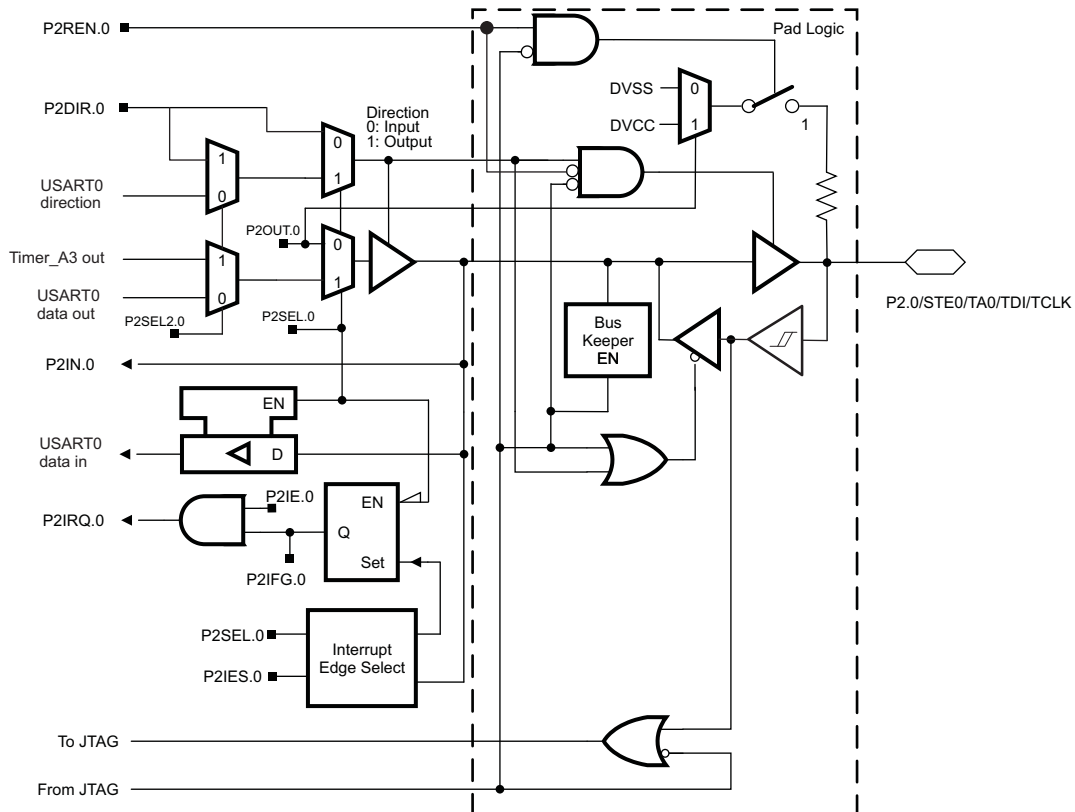 Pad Logic
P2REN.0
DVSS
0
DVCC
1
1
P2DIR.0
Direction
0: Input
1: Output
0
1
1
0
USART0
direction
P2OUT.0
0
1
Timer_A3 out
1
0
USART0
data out
P2SEL2.0
P2SEL.0
P2.0/STE0/TA0/TDI/TCLK
Bus
Keeper
EN
P2IN.0
EN
USART0
data in
D
P2IE.0
EN
P2IRQ.0
Q
Set
P2IFG.0
P2SEL.0
Interrupt
Edge Select
P2IES.0
To JTAG
From JTAG